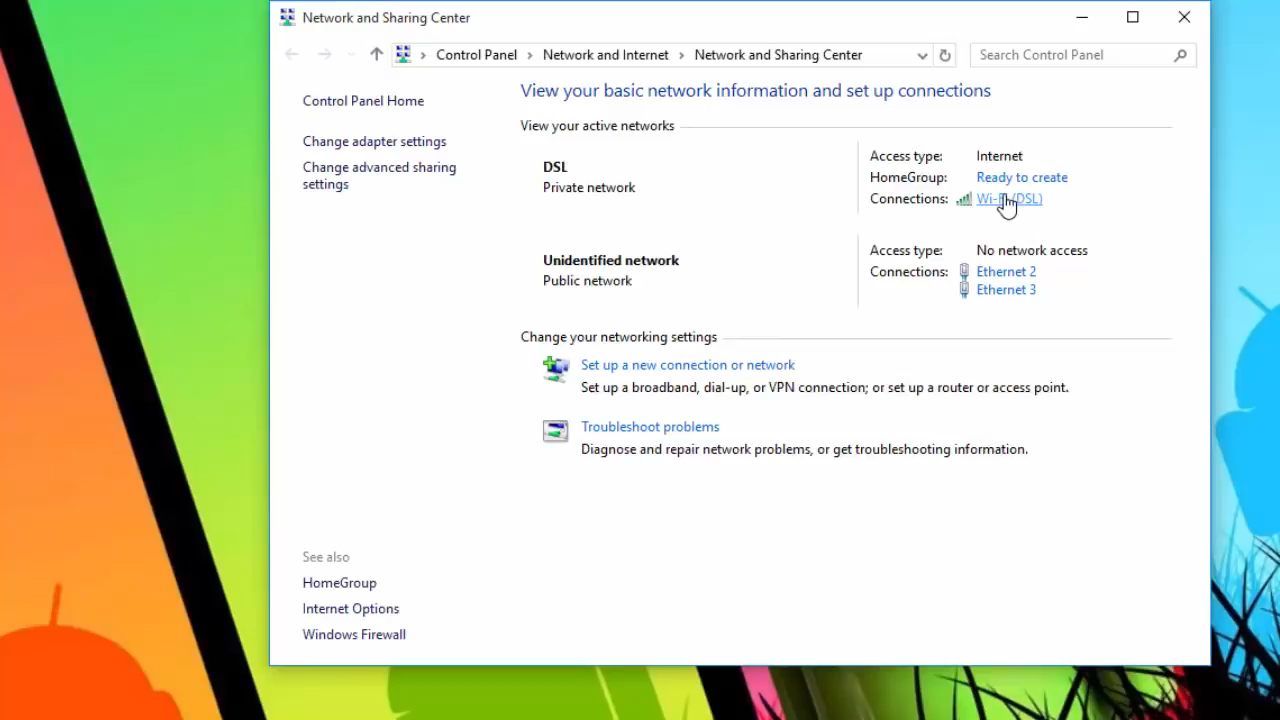 Network and Sharing Center
Control Panel > Network and Internet > Network and Sharing Center
Search Control Panel
Control Panel Home
Change adapter settings
Change advanced sharing
settings
View your basic network information and set up connections
View your active networks
DSL
Private network
Access type: Internet
HomeGroup: Ready to create
Connections: Wi-Fi (DSL)
Unidentified network
Public network
Access type: No network access
Connections: Ethernet 2
Ethernet 3
Change your networking settings
Set up a new connection or network
Set up a broadband, dial-up, or VPN connection; or set up a router or access point.
Troubleshoot problems
Diagnose and repair network problems, or get troubleshooting information.
See also
HomeGroup
Internet Options
Windows Firewall